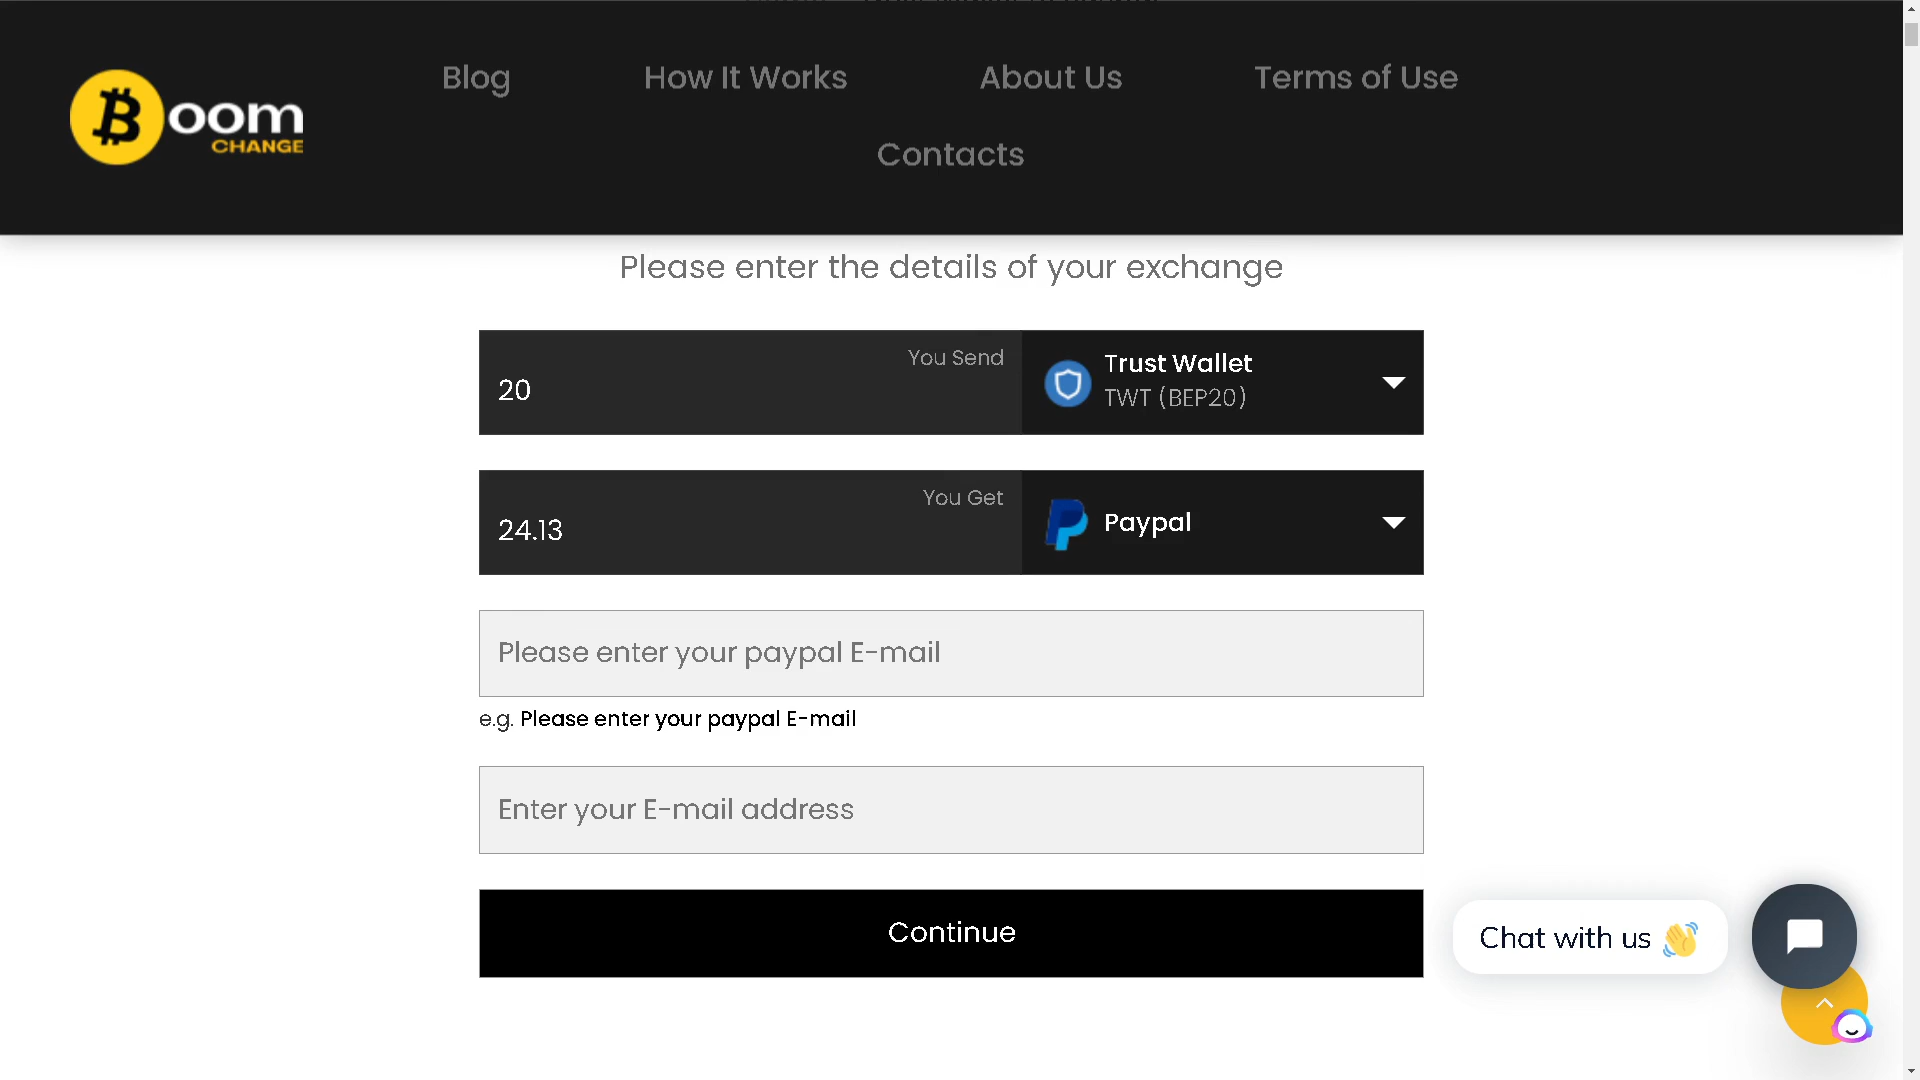 Blog
How It Works
About Us
Terms of Use
Boom
CHANGE
Contacts
Please enter the details of your exchange
You Send
20
Trust Wallet
TWT (BEP20)
You Get
24.13
Paypal
Please enter your paypal E-mail
e.g. Please enter your paypal E-mail
Enter your E-mail address
Continue
Chat with us